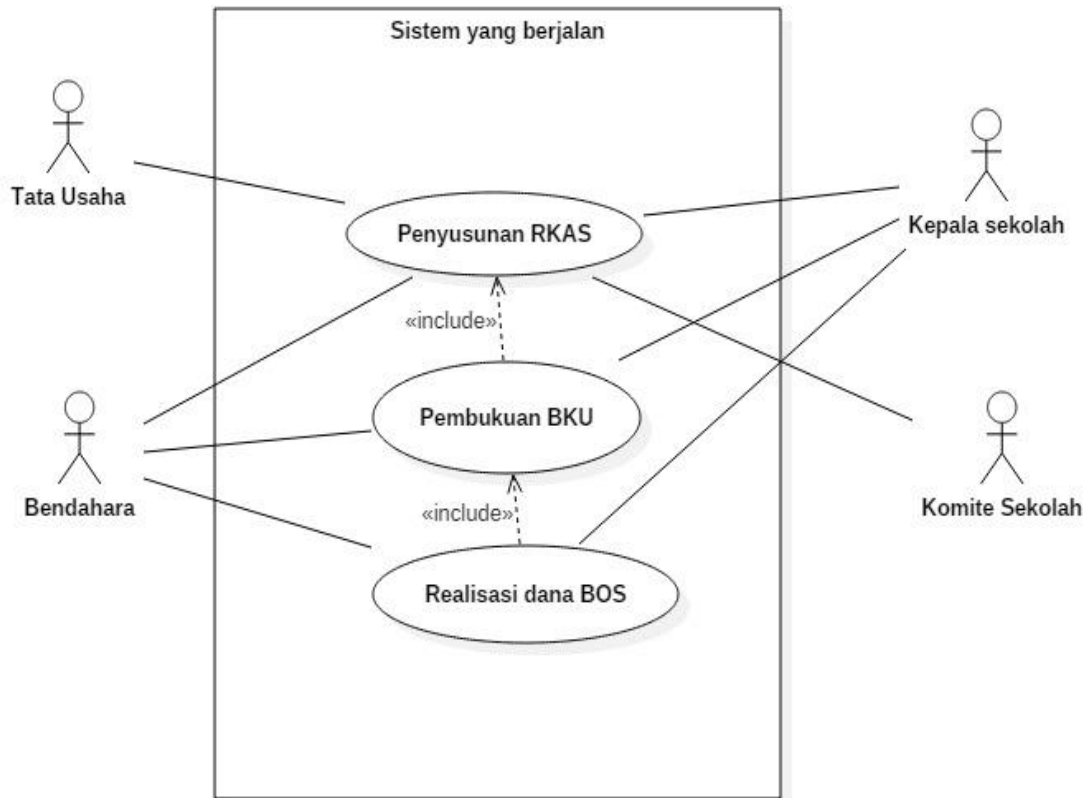 Sistem yang berjalan
Tata Usaha
Kepala sekolah
Penyusunan RKAS
«include»
Pembukuan BKU
Bendahara
Komite Sekolah
«include»
Realisasi dana BOS